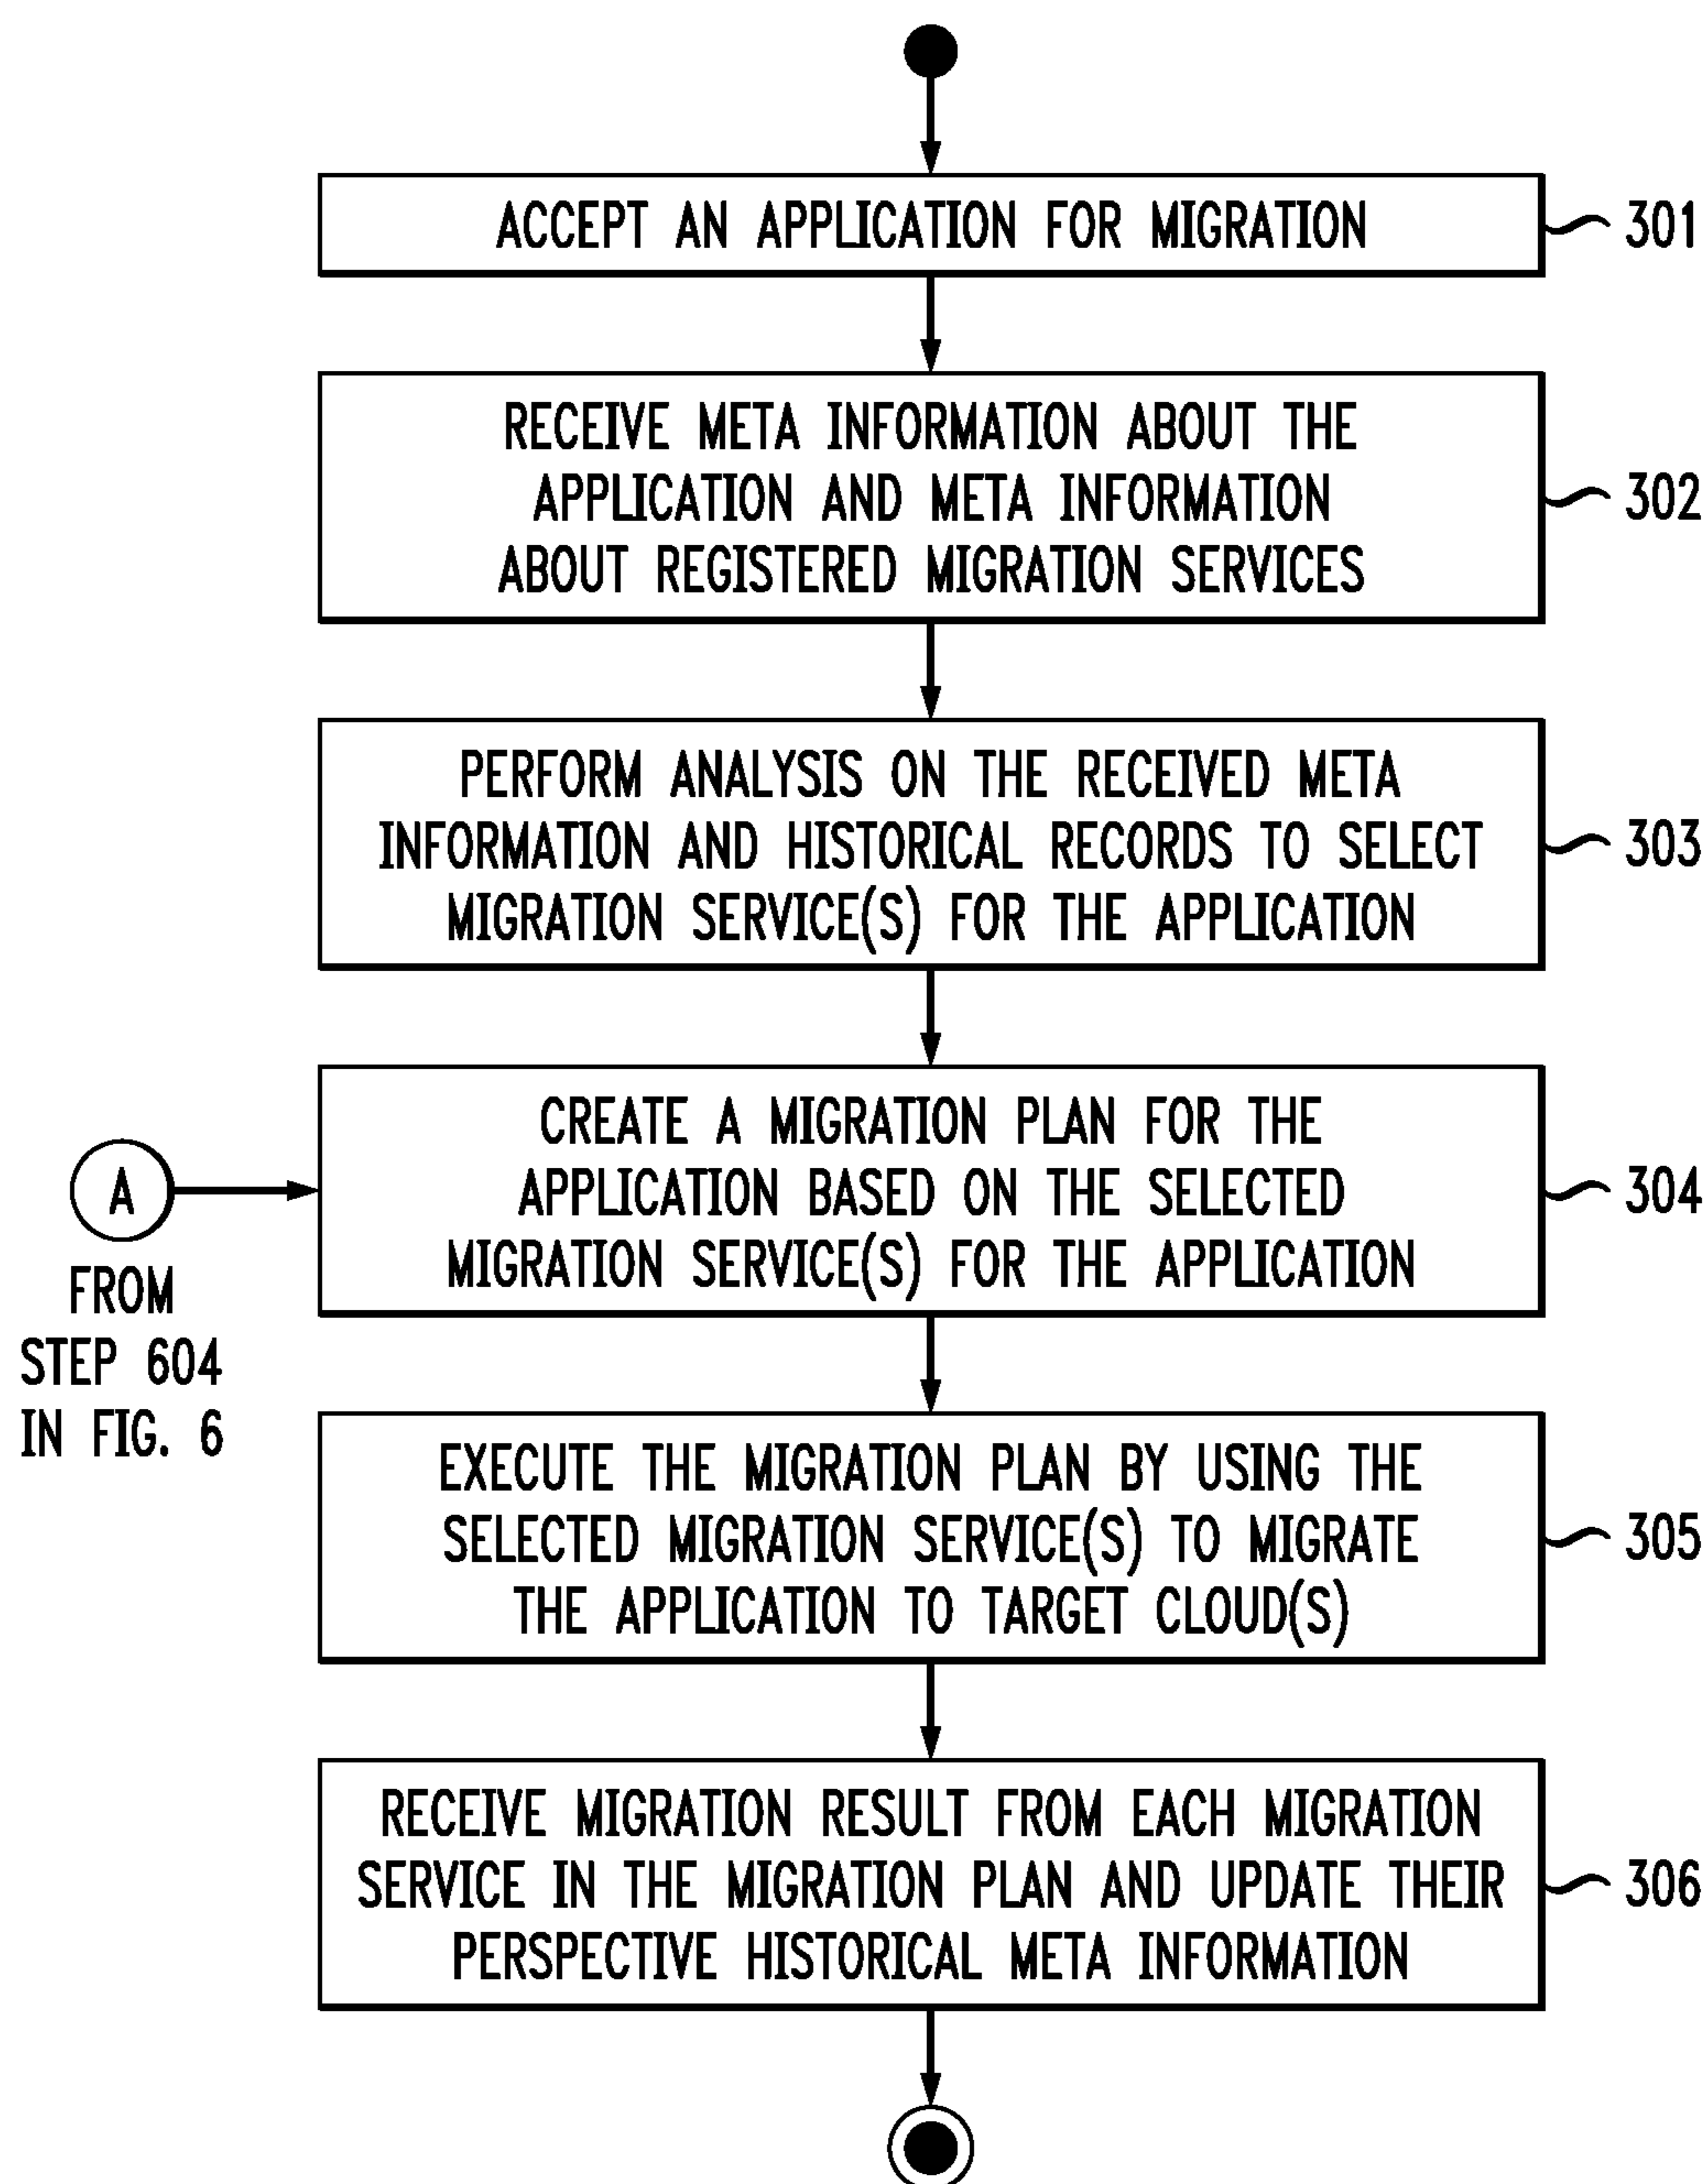 ACCEPT AN APPLICATION FOR MIGRATION
301
RECEIVE META INFORMATION ABOUT THE
APPLICATION AND META INFORMATION
ABOUT REGISTERED MIGRATION SERVICES
302
PERFORM ANALYSIS ON THE RECEIVED META
INFORMATION AND HISTORICAL RECORDS TO SELECT
MIGRATION SERVICE(S) FOR THE APPLICATION
303
A
FROM
STEP 604
IN FIG. 6
CREATE A MIGRATION PLAN FOR THE
APPLICATION BASED ON THE SELECTED
MIGRATION SERVICE(S) FOR THE APPLICATION
304
EXECUTE THE MIGRATION PLAN BY USING THE
SELECTED MIGRATION SERVICE(S) TO MIGRATE
THE APPLICATION TO TARGET CLOUD(S)
305
RECEIVE MIGRATION RESULT FROM EACH MIGRATION
SERVICE IN THE MIGRATION PLAN AND UPDATE THEIR
PERSPECTIVE HISTORICAL META INFORMATION
306